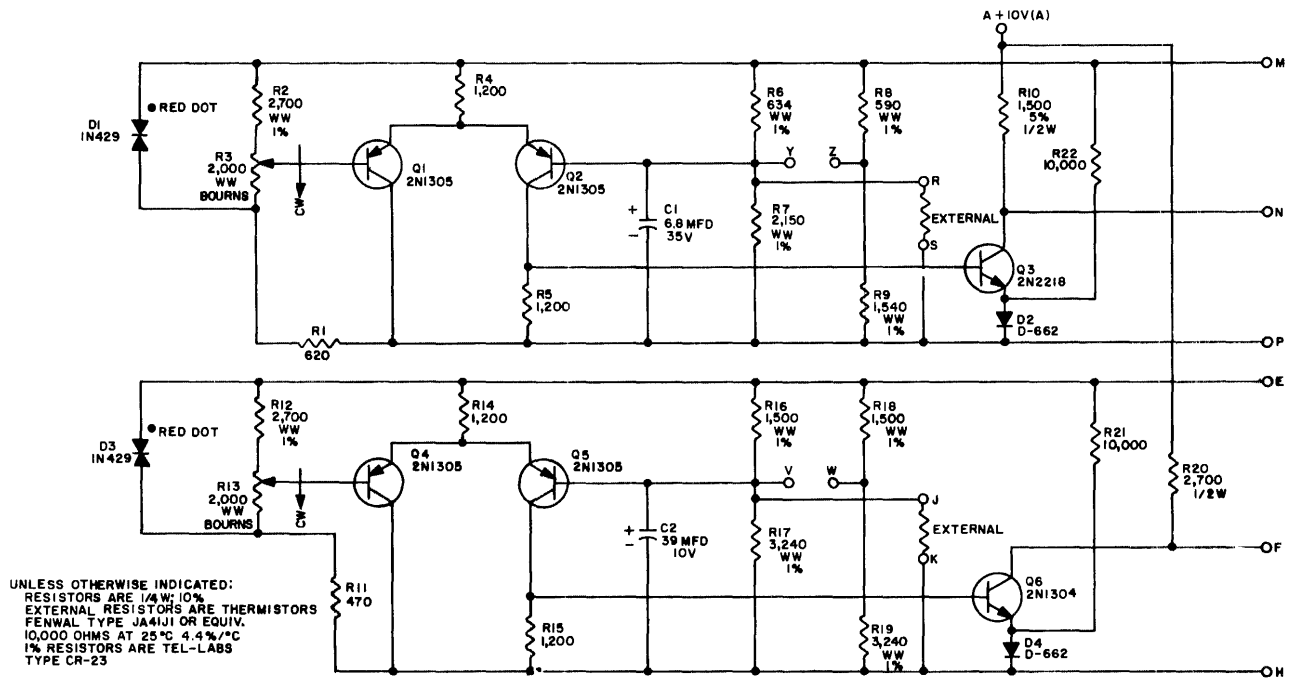 A +10V(A)
M
D1
1N429
RED DOT
R2
2,700
WW
1%
R3
2,000
WW
BOURNS
CW
R4
1,200
Q1
2N1305
Q2
2N1305
C1
6.8 MFD
35V
+
-
R6
634
WW
1%
R8
590
WW
1%
Y
Z
R7
2,150
WW
1%
R
EXTERNAL
S
R10
1,500
5%
1/2W
R22
10,000
N
Q3
2N2218
R5
1,200
R9
1,540
WW
1%
D2
D-662
R1
620
P
E
D3
1N429
RED DOT
R12
2,700
WW
1%
R13
2,000
WW
BOURNS
CW
R14
1,200
Q4
2N1305
Q5
2N1305
C2
39 MFD
10V
+
-
R16
1,500
WW
1%
R18
1,500
WW
1%
V
W
R17
3,240
WW
1%
J
EXTERNAL
K
R21
10,000
R20
2,700
1/2W
F
Q6
2N1304
R11
470
R15
1,200
R19
3,240
WW
1%
D4
D-662
H
UNLESS OTHERWISE INDICATED:
RESISTORS ARE 1/4W; 10%
EXTERNAL RESISTORS ARE THERMISTORS
FENWAL TYPE JA41J1 OR EQUIV.
10,000 OHMS AT 25°C 4.4%/°C
1% RESISTORS ARE TEL-LABS
TYPE CR-23